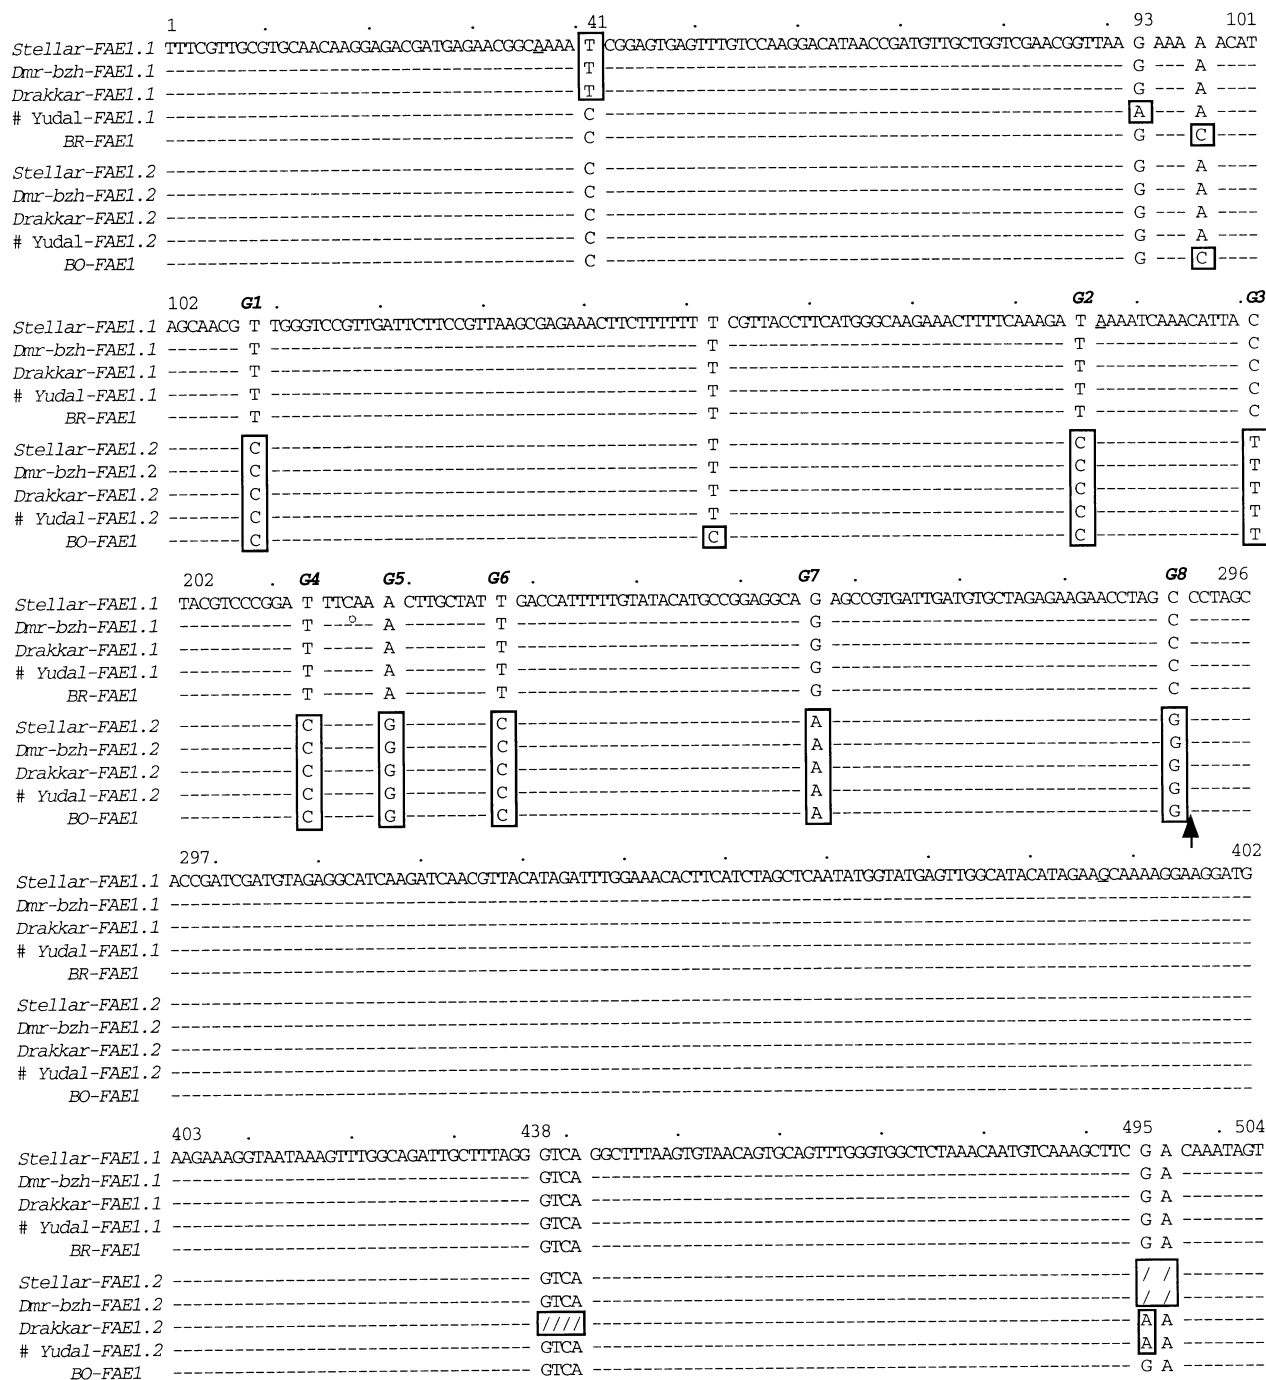 1 . . . 41 . . . . . 93 101
Stellar-FAE1.1 TTTCGTTGCGTGCAACAAGGAGACGATGAGAACGGCAAAA T CGGAGTGAGTTTGTCCAAGGACATAACCGATGTTGCTGGTCGAACGGTTAA G AAA A ACAT
Dmr-bzh-FAE1.1 ---------------------------------------- T -------------------------------------------------- G --- A ----
Drakkar-FAE1.1 ---------------------------------------- T -------------------------------------------------- G --- A ----
# Yudal-FAE1.1 ---------------------------------------- C -------------------------------------------------- A --- A ----
BR-FAE1 ---------------------------------------- C -------------------------------------------------- G --- C ----
Stellar-FAE1.2 ---------------------------------------- C -------------------------------------------------- G --- A ----
Dmr-bzh-FAE1.2 ---------------------------------------- C -------------------------------------------------- G --- A ----
Drakkar-FAE1.2 ---------------------------------------- C -------------------------------------------------- G --- A ----
# Yudal-FAE1.2 ---------------------------------------- C -------------------------------------------------- G --- A ----
BO-FAE1 ---------------------------------------- C -------------------------------------------------- G --- C ----
102 G1 . . . . . . . . G2 . . G3
Stellar-FAE1.1 AGCAACG T TGGGTCCGTTGATTCTTCCGTTAAGCGAGAAACTTCTTTTTT T CGTTACCTTCATGGGCAAGAAACTTTTCAAAGA T AAAATCAAACATTA C
Dmr-bzh-FAE1.1 ------- T ------------------------------------------ T --------------------------------- T --------------- C
Drakkar-FAE1.1 ------- T ------------------------------------------ T --------------------------------- T --------------- C
# Yudal-FAE1.1 ------- T ------------------------------------------ T --------------------------------- T --------------- C
BR-FAE1 ------- T ------------------------------------------ T --------------------------------- T --------------- C
Stellar-FAE1.2 ------- C ------------------------------------------ T --------------------------------- C --------------- T
Dmr-bzh-FAE1.2 ------- C ------------------------------------------ T --------------------------------- C --------------- T
Drakkar-FAE1.2 ------- C ------------------------------------------ T --------------------------------- C --------------- T
# Yudal-FAE1.2 ------- C ------------------------------------------ T --------------------------------- C --------------- T
BO-FAE1 ------- C ------------------------------------------ C --------------------------------- C --------------- T
202 . G4 G5. G6 . . . G7 . . . G8 296
Stellar-FAE1.1 TACGTCCCGGA T TTCAA A CTTGCTAT T GACCATTTTTGTATACATGCCGGAGGCA G AGCCGTGATTGATGTGCTAGAGAAGAACCTAG C CCTAGC
Dmr-bzh-FAE1.1 ----------- T ----- A -------- T ---------------------------- G -------------------------------- C ------
Drakkar-FAE1.1 ----------- T ----- A -------- T ---------------------------- G -------------------------------- C ------
# Yudal-FAE1.1 ----------- T ----- A -------- T ---------------------------- G -------------------------------- C ------
BR-FAE1 ----------- T ----- A -------- T ---------------------------- G -------------------------------- C ------
Stellar-FAE1.2 ----------- C ----- G -------- C ---------------------------- A -------------------------------- G ------
Dmr-bzh-FAE1.2 ----------- C ----- G -------- C ---------------------------- A -------------------------------- G ------
Drakkar-FAE1.2 ----------- C ----- G -------- C ---------------------------- A -------------------------------- G ------
# Yudal-FAE1.2 ----------- C ----- G -------- C ---------------------------- A -------------------------------- G ------
BO-FAE1 ----------- C ----- G -------- C ---------------------------- A -------------------------------- G ------
297. . . . . . . . . . 402
Stellar-FAE1.1 ACCGATCGATGTAGAGGCATCAAGATCAACGTTACATAGATTTGGAAACACTTCATCTAGCTCAATATGGTATGAGTTGGCATACATAGAAGCAAAAGGAAGGATG
Dmr-bzh-FAE1.1 ----------------------------------------------------------------------------------------------------------
Drakkar-FAE1.1 ----------------------------------------------------------------------------------------------------------
# Yudal-FAE1.1 ----------------------------------------------------------------------------------------------------------
BR-FAE1 ----------------------------------------------------------------------------------------------------------
Stellar-FAE1.2 ----------------------------------------------------------------------------------------------------------
Dmr-bzh-FAE1.2 ----------------------------------------------------------------------------------------------------------
Drakkar-FAE1.2 ----------------------------------------------------------------------------------------------------------
# Yudal-FAE1.2 ----------------------------------------------------------------------------------------------------------
BO-FAE1 ----------------------------------------------------------------------------------------------------------
403 . . . 438 . . . . . 495 . 504
Stellar-FAE1.1 AAGAAAGGTAATAAAGTTTGGCAGATTGCTTTAGG GTCA GGCTTTAAGTGTAACAGTGCAGTTTGGGTGGCTCTAAACAATGTCAAAGCTTC G A CAAATAGT
Dmr-bzh-FAE1.1 ----------------------------------- GTCA ----------------------------------------------------- G A --------
Drakkar-FAE1.1 ----------------------------------- GTCA ----------------------------------------------------- G A --------
# Yudal-FAE1.1 ----------------------------------- GTCA ----------------------------------------------------- G A --------
BR-FAE1 ----------------------------------- GTCA ----------------------------------------------------- G A --------
Stellar-FAE1.2 ----------------------------------- GTCA ----------------------------------------------------- / / --------
Dmr-bzh-FAE1.2 ----------------------------------- GTCA ----------------------------------------------------- / / --------
Drakkar-FAE1.2 ----------------------------------- //// ----------------------------------------------------- A A --------
# Yudal-FAE1.2 ----------------------------------- GTCA ----------------------------------------------------- A A --------
BO-FAE1 ----------------------------------- GTCA ----------------------------------------------------- G A --------